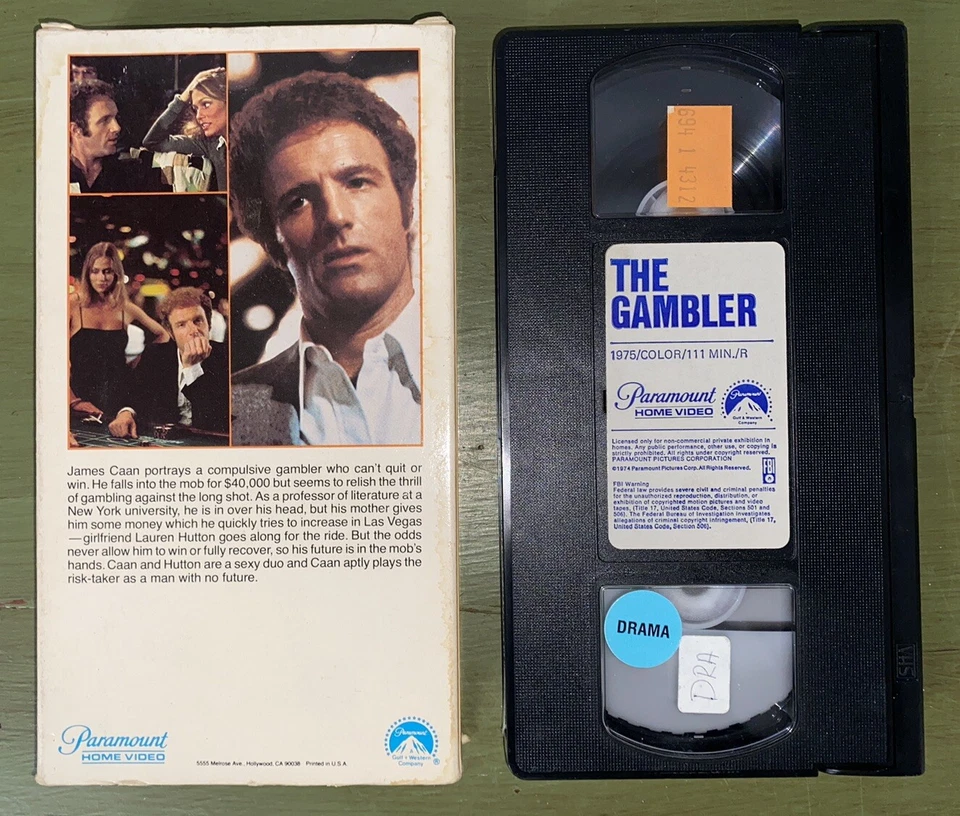 James Caan portrays a compulsive gambler who can't quit or
win. He falls into the mob for $40,000 but seems to relish the thrill
of gambling against the long shot. As a professor of literature at a
New York university, he is in over his head, but his mother gives
him some money which he quickly tries to increase in Las Vegas
—girlfriend Lauren Hutton goes along for the ride. But the odds
never allow him to win or fully recover, so his future is in the mob's
hands. Caan and Hutton are a sexy duo and Caan aptly plays the
risk-taker as a man with no future.
Paramount
HOME VIDEO
5555 Melrose Ave., Hollywood, CA 90038 Printed in U.S.A.
Paramount
Gulf + Western
Company
®
0694 1 4312
THE
GAMBLER
1975/COLOR/111 MIN./R
Paramount
HOME VIDEO
Paramount
Gulf + Western
Company
Licensed only for non-commercial private exhibition in
homes. Any public performance, other use, or copying is
strictly prohibited. All rights under copyright reserved.
PARAMOUNT PICTURES CORPORATION
©1974 Paramount Pictures Corp. All Rights Reserved.
FBI
FBI Warning
Federal law provides severe civil and criminal penalties
for the unauthorized reproduction, distribution, or
exhibition of copyrighted motion pictures and video
tapes, (Title 17, United States Code, Sections 501 and
506). The Federal Bureau of Investigation investigates
allegations of criminal copyright infringement, (Title 17,
United States Code, Section 506).
DRAMA
DRA
VHS